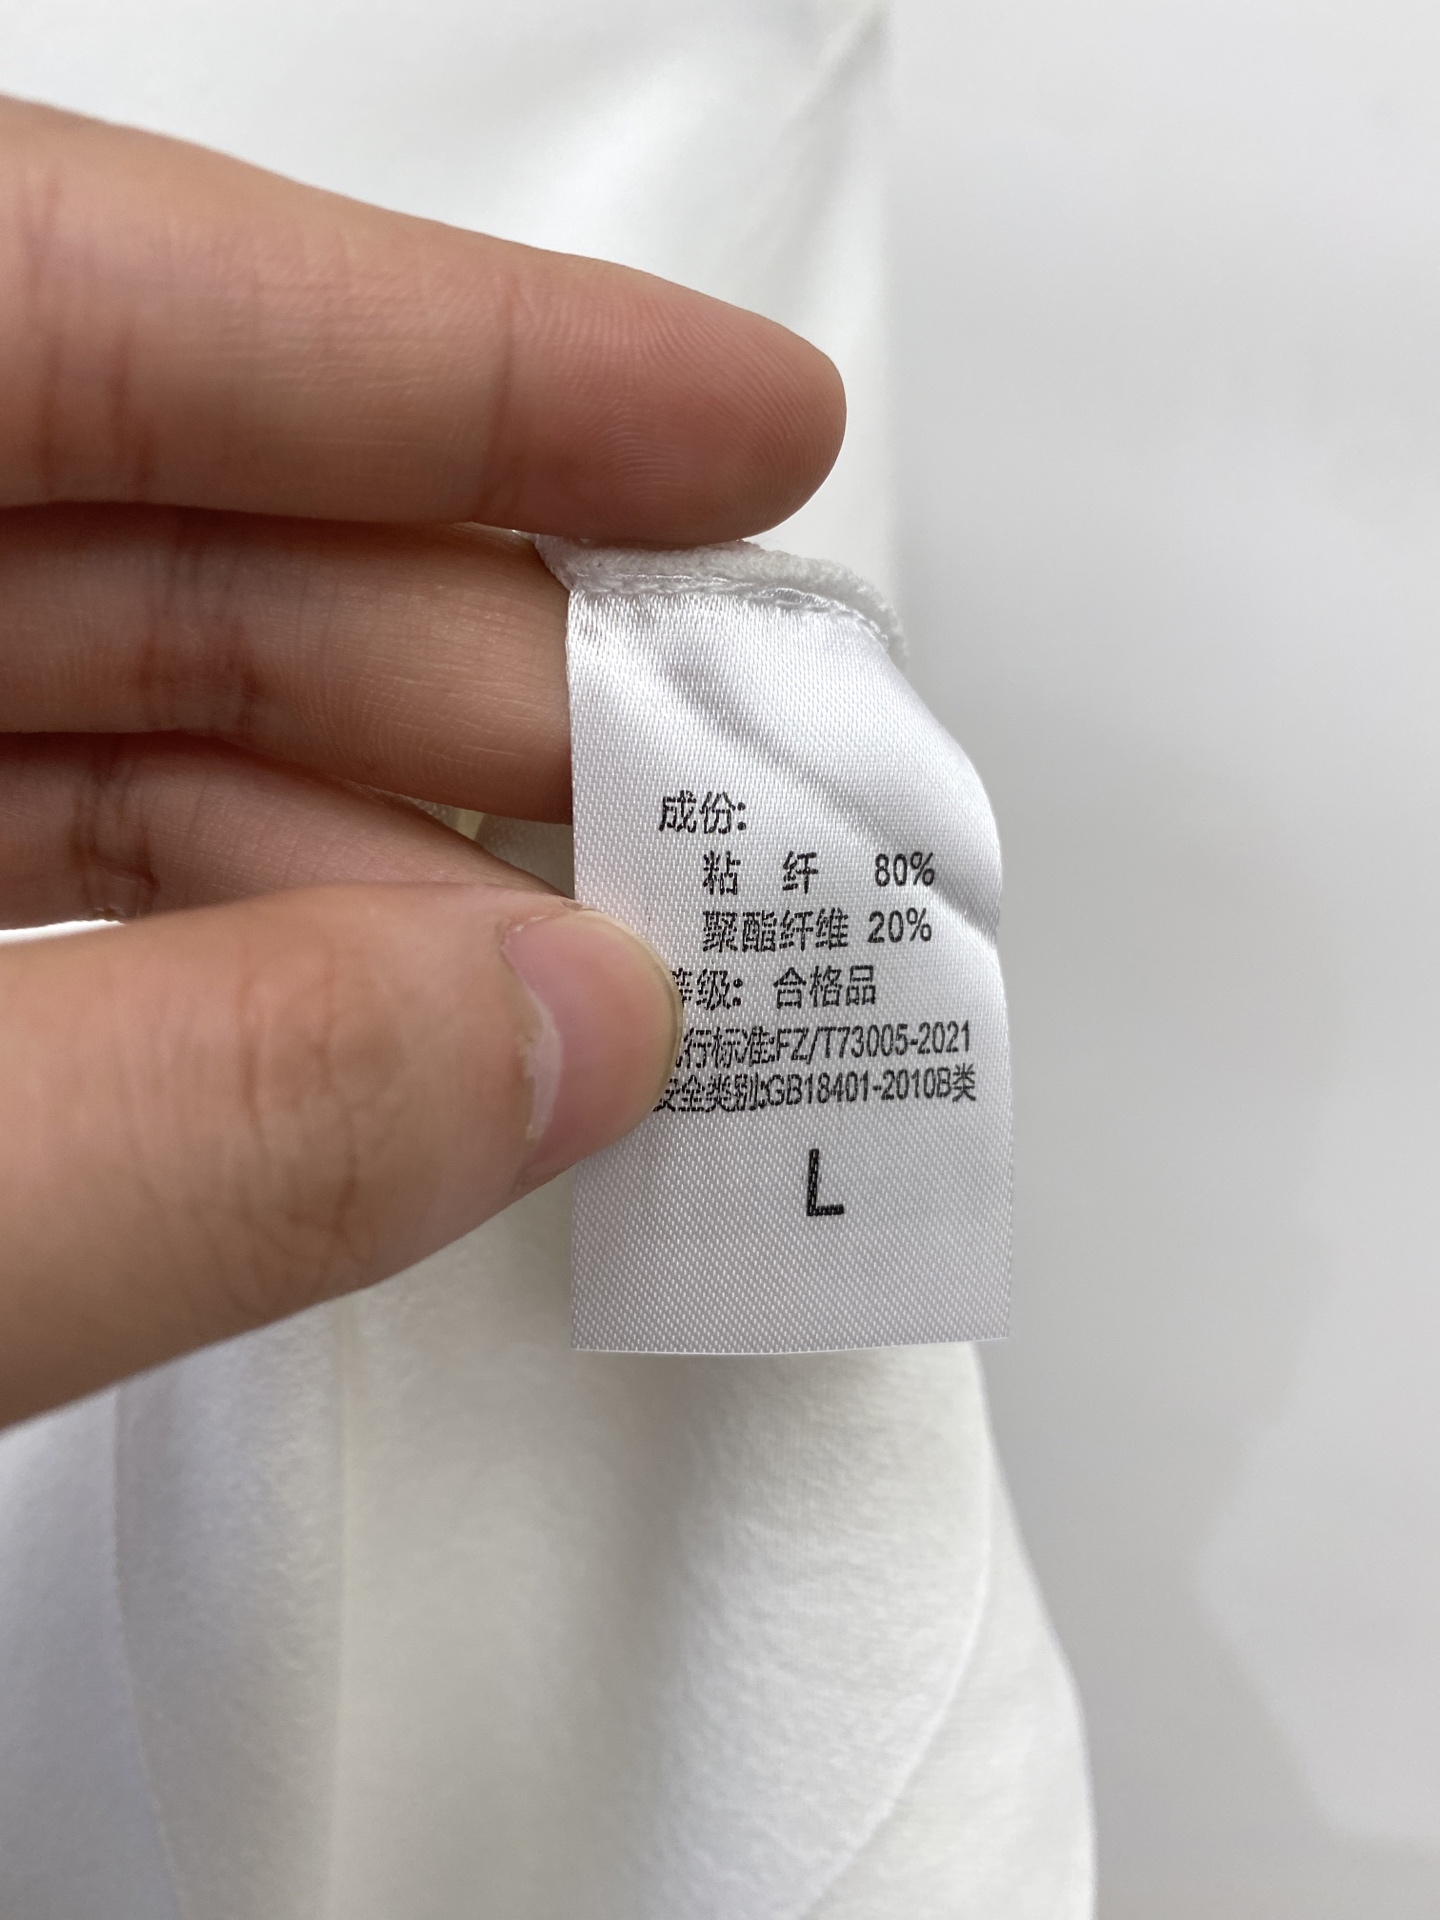 成份:
粘 纤 80%
聚酯纤维 20%
等级: 合格品
行标准:FZ/T73005-2021
安全类别:GB18401-2010B类
L